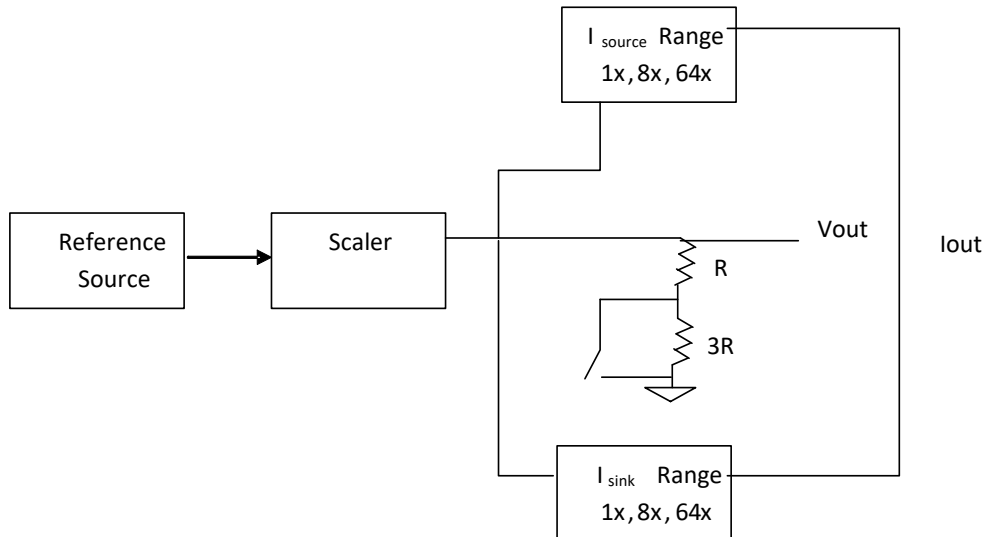 I source Range
1x, 8x, 64x
Reference
Source
Scaler
Vout
Iout
R
3R
I sink Range
1x, 8x, 64x